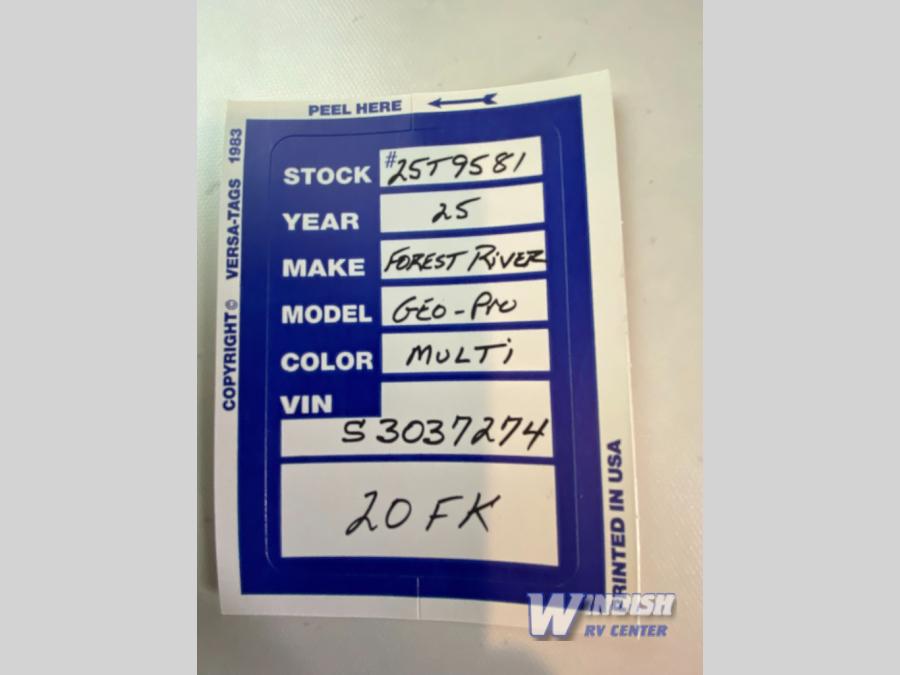 PEEL HERE
COPYRIGHT © VERSA-TAGS 1983
STOCK #25T9581
YEAR 25
MAKE FOREST RIVER
MODEL GEO-PRO
COLOR MULTi
VIN
S3037274
20FK
PRINTED IN USA
WINDISH
RV CENTER